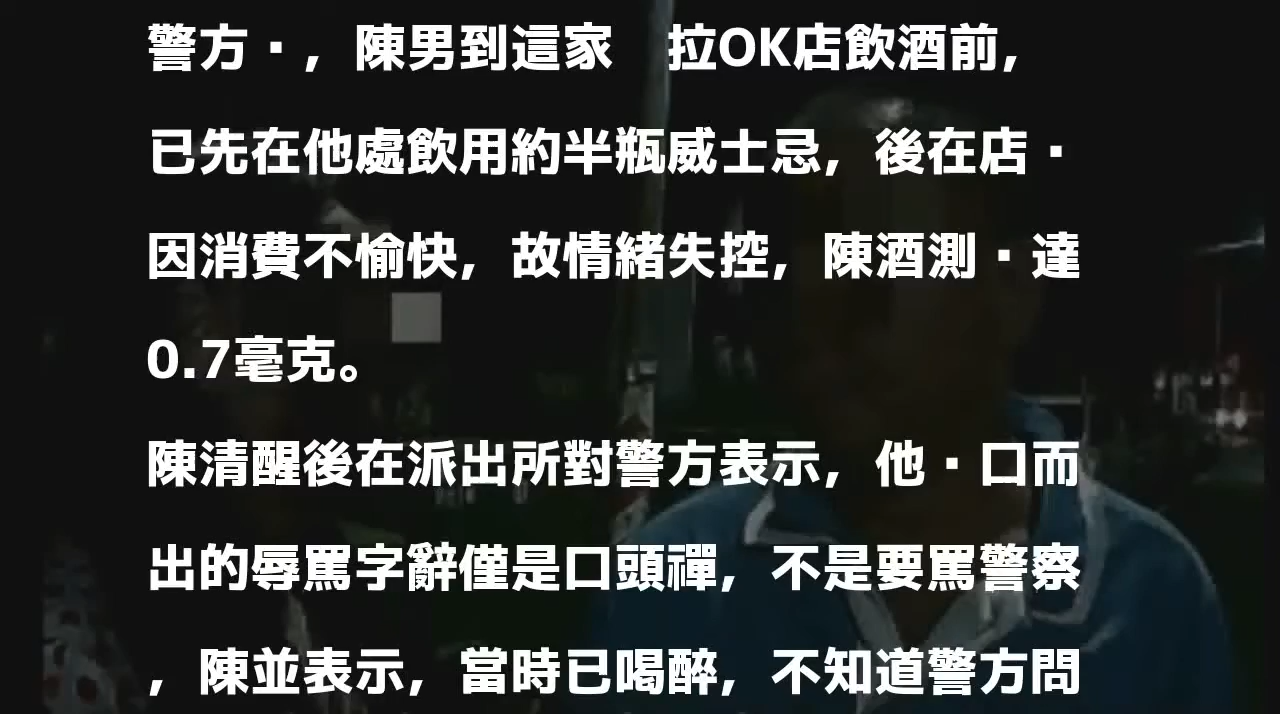 警方▪，陳男到這家　拉OK店飲酒前，
已先在他處飲用約半瓶威士忌，後在店▪
因消費不愉快，故情緒失控，陳酒測▪達
0.7毫克。
陳清醒後在派出所對警方表示，他▪口而
出的辱罵字辭僅是口頭禪，不是要罵警察
，陳並表示，當時已喝醉，不知道警方問